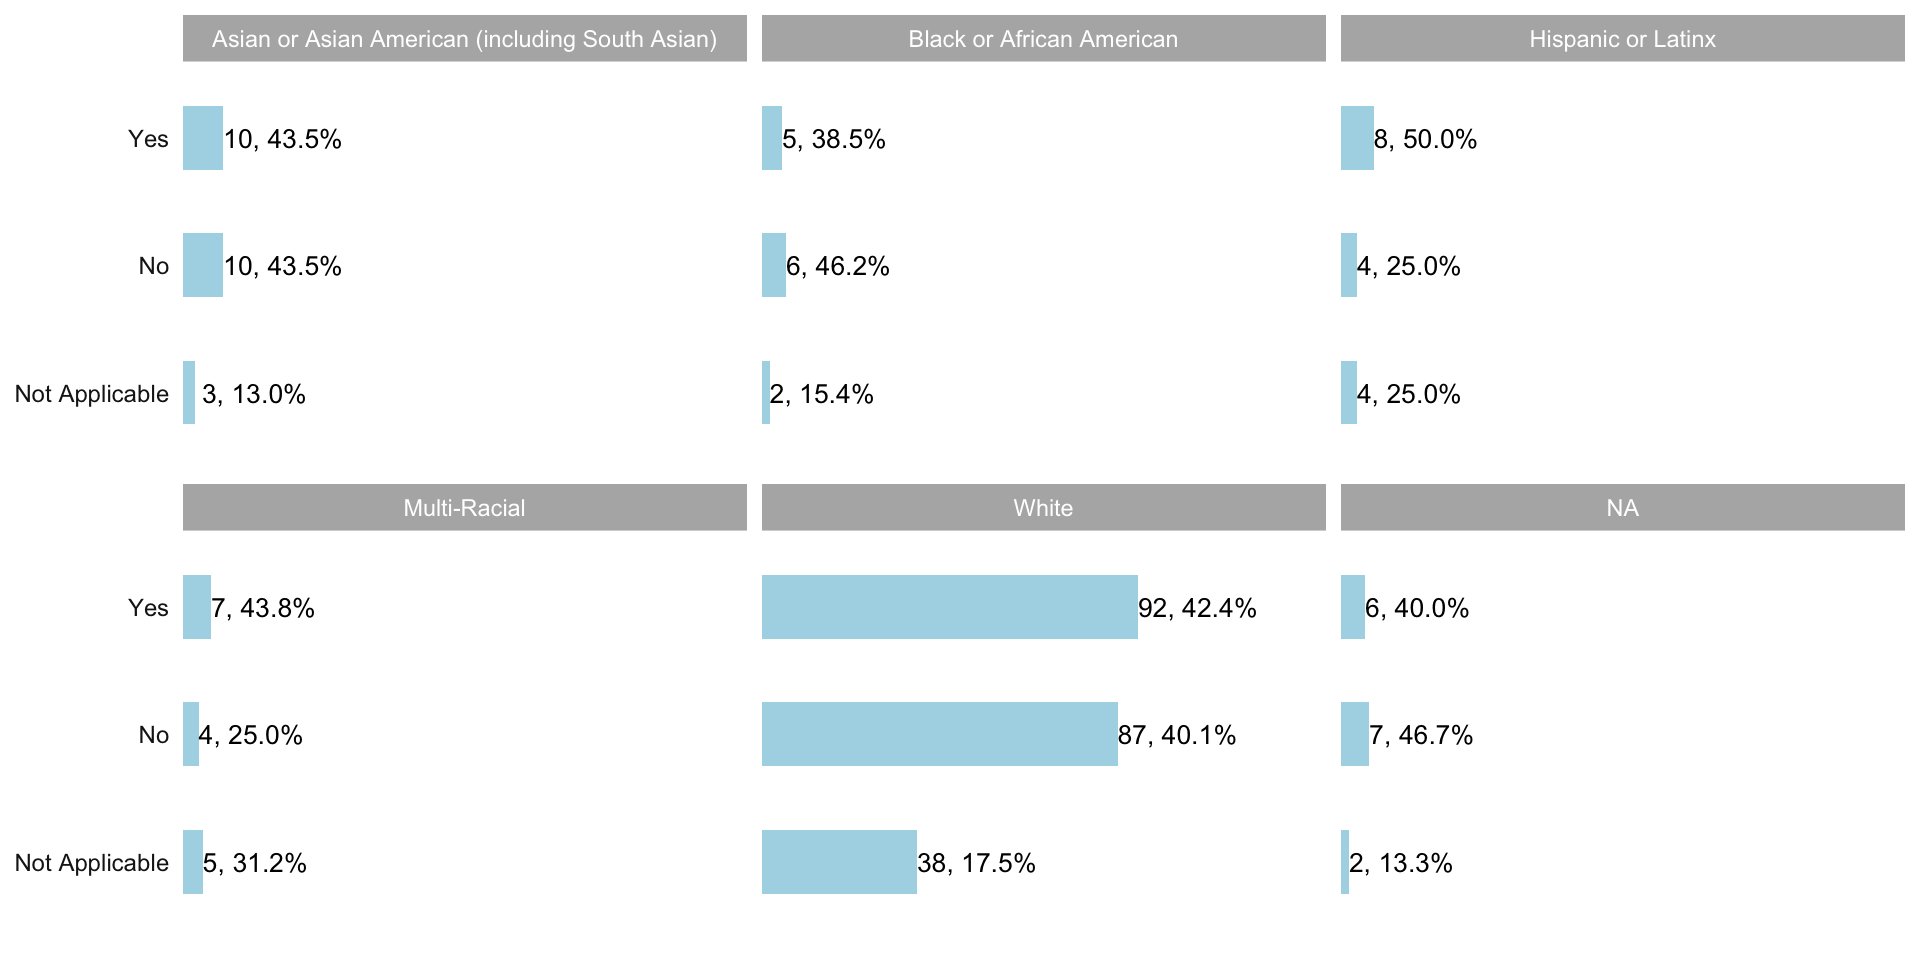 Asian or Asian American (including South Asian)
Black or African American
Hispanic or Latinx
Yes
10, 43.5%
5, 38.5%
8, 50.0%
No
10, 43.5%
6, 46.2%
4, 25.0%
Not Applicable
3, 13.0%
2, 15.4%
4, 25.0%
Multi-Racial
White
NA
Yes
7, 43.8%
92, 42.4%
6, 40.0%
No
4, 25.0%
87, 40.1%
7, 46.7%
Not Applicable
5, 31.2%
38, 17.5%
2, 13.3%